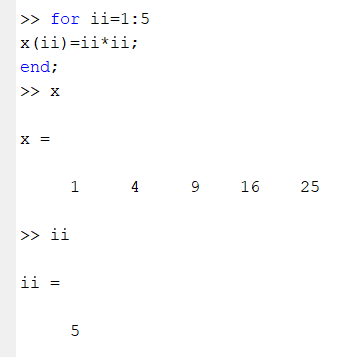 >> for ii=1:5
x(ii)=ii*ii;
end;
>> x
x =
1 4 9 16 25
>> ii
ii =
5